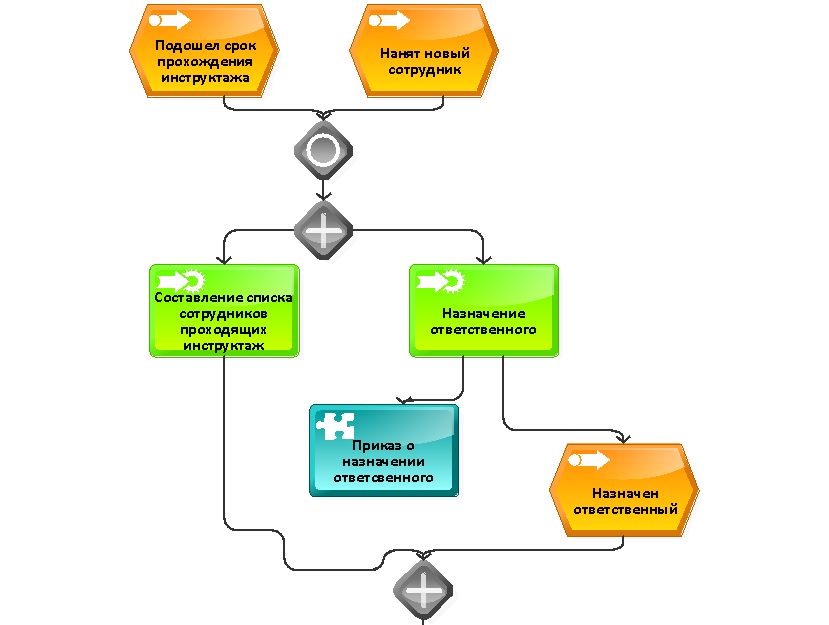 Подошел срок
прохождения
инструктажа
Нанят новый
сотрудник
Составление списка
сотрудников
проходящих
инструктаж
Назначение
ответственного
Приказ о
назначении
ответсвенного
Назначен
ответственный